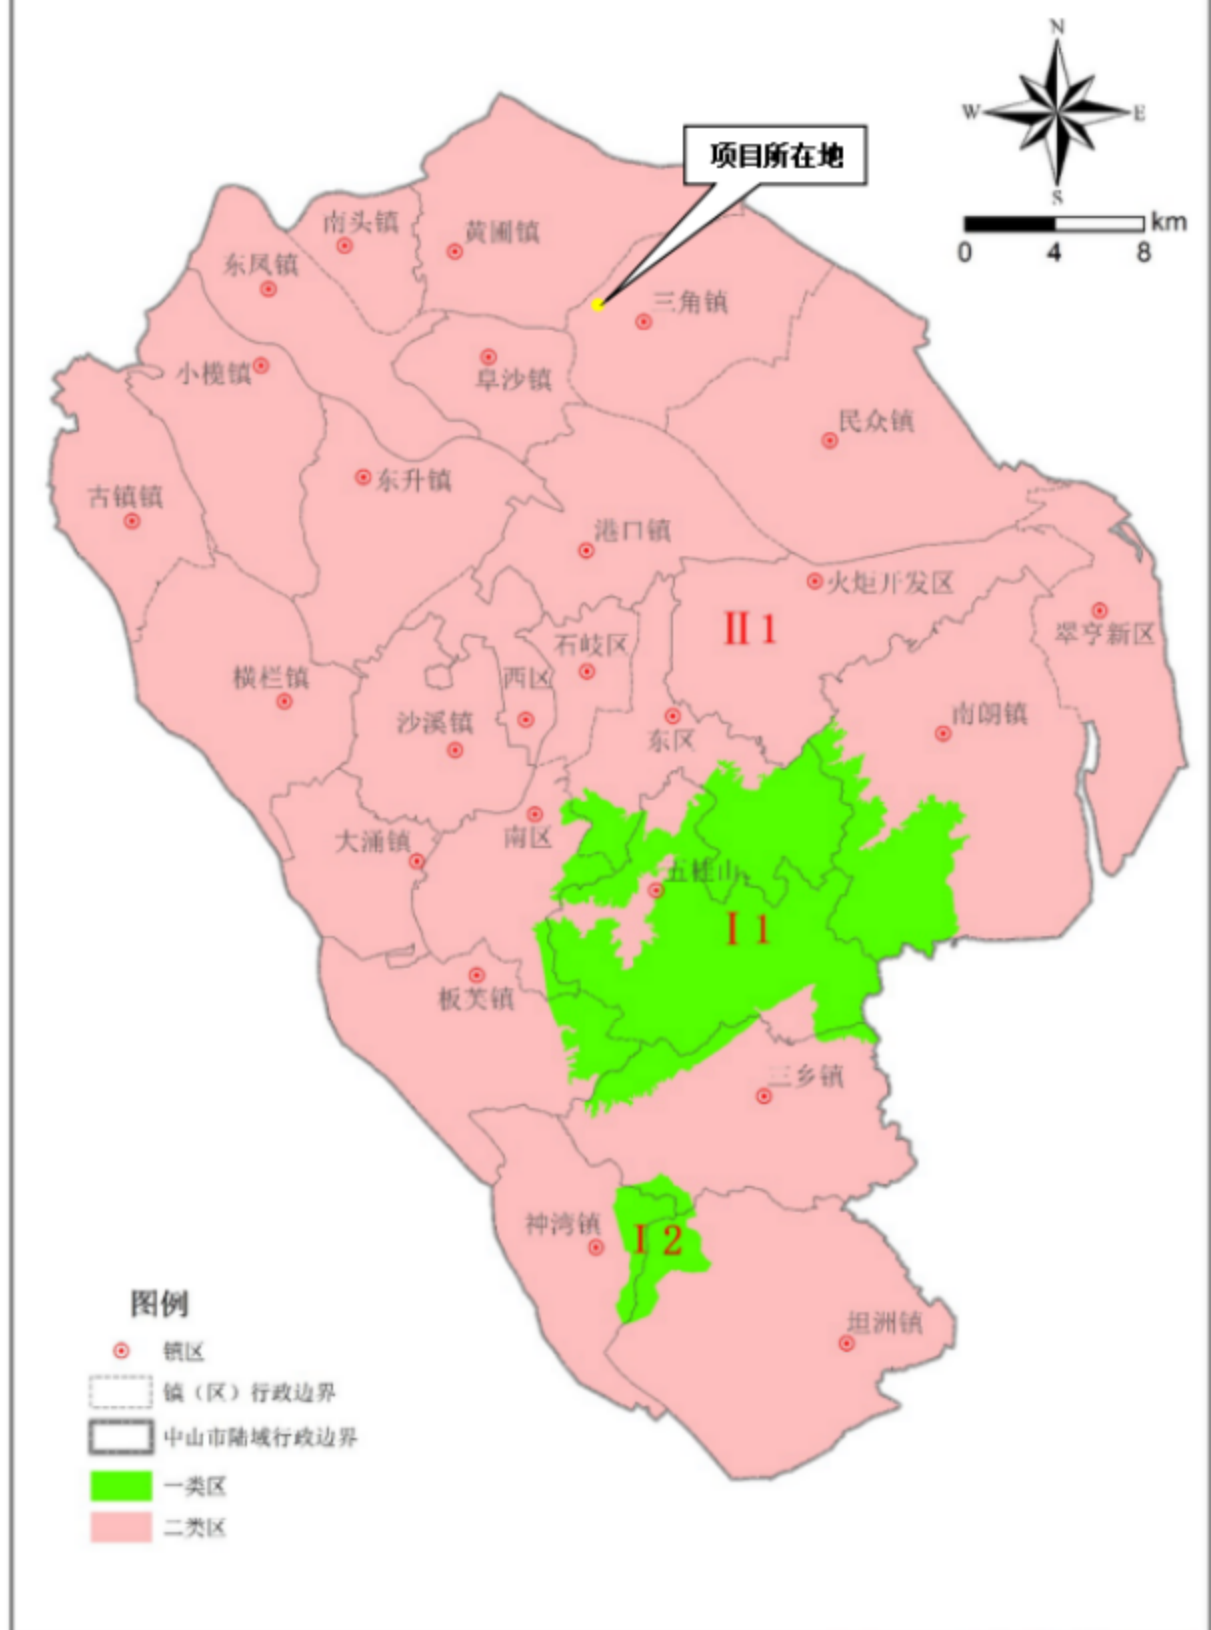 N
W
E
S
km
0 4 8
项目所在地
南头镇
黄圃镇
东凤镇
三角镇
小榄镇
阜沙镇
民众镇
东升镇
古镇镇
港口镇
火炬开发区
II 1
翠亨新区
石岐区
横栏镇
西区
沙溪镇
南朗镇
东区
南区
大涌镇
五桂山
I 1
板芙镇
三乡镇
神湾镇
I 2
坦洲镇
图例
镇区
镇（区）行政边界
中山市陆域行政边界
一类区
二类区